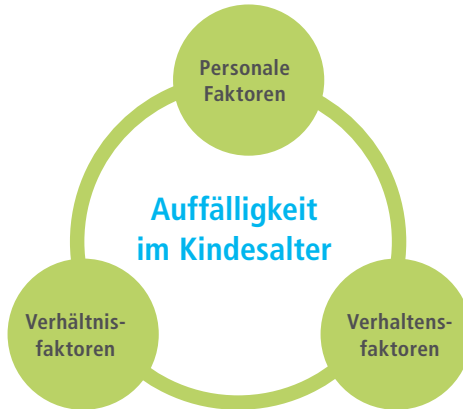 Personale
Faktoren
Auffälligkeit
im Kindesalter
Verhältnis-
faktoren
Verhaltens-
faktoren